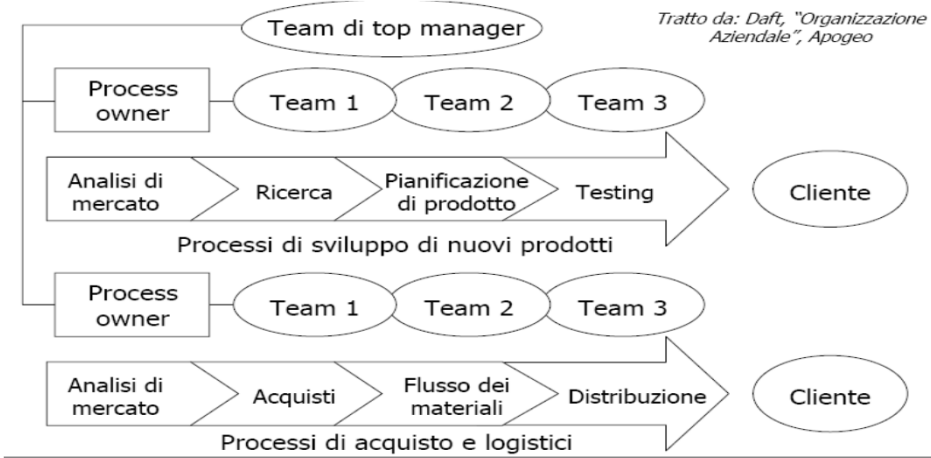 Team di top manager
Tratto da: Daft, "Organizzazione
Aziendale", Apogeo
Process
owner
Team 1
Team 2
Team 3
Analisi di
mercato
Ricerca
Pianificazione
di prodotto
Testing
Cliente
Processi di sviluppo di nuovi prodotti
Process
owner
Team 1
Team 2
Team 3
Analisi di
mercato
Acquisti
Flusso dei
materiali
Distribuzione
Cliente
Processi di acquisto e logistici